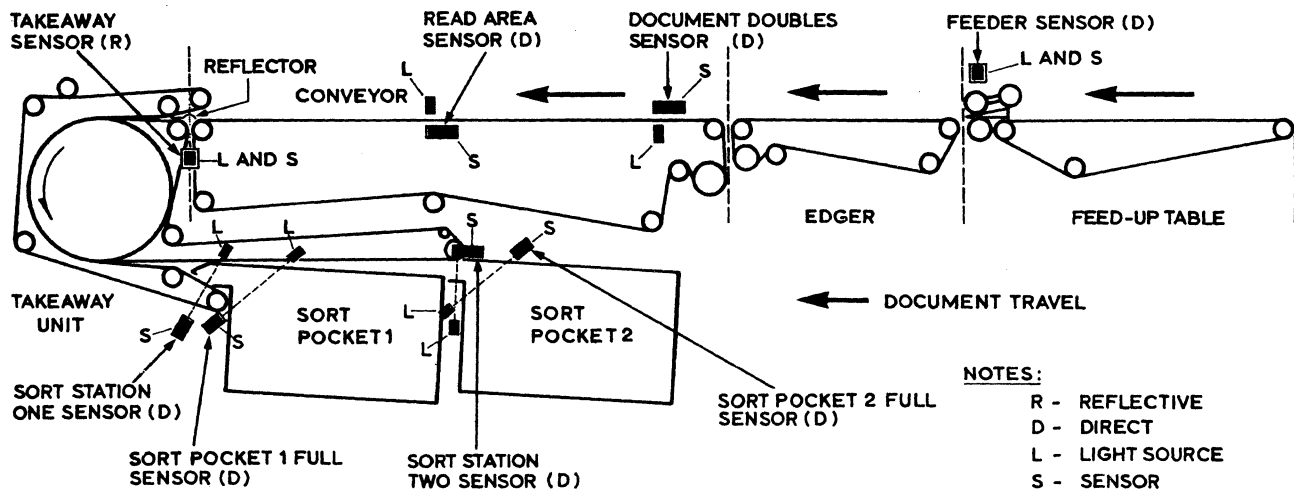 TAKEAWAY
SENSOR (R)
READ AREA
SENSOR (D)
DOCUMENT DOUBLES
SENSOR (D)
FEEDER SENSOR (D)
L AND S
REFLECTOR
CONVEYOR
L
S
S
L
L AND S
EDGER
FEED-UP TABLE
L
L
S
S
TAKEAWAY
UNIT
SORT
POCKET 1
SORT
POCKET 2
DOCUMENT TRAVEL
L
L
S
S
SORT STATION
ONE SENSOR (D)
SORT POCKET 1 FULL
SENSOR (D)
SORT STATION
TWO SENSOR (D)
SORT POCKET 2 FULL
SENSOR (D)
NOTES:
R - REFLECTIVE
D - DIRECT
L - LIGHT SOURCE
S - SENSOR